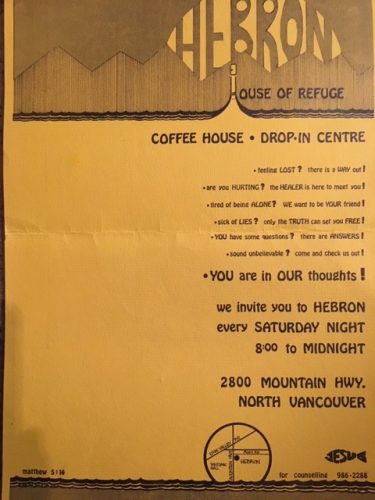 HEBRON
HOUSE OF REFUGE
COFFEE HOUSE • DROP-IN CENTRE
• feeling LOST? there is a WAY out!
• are you HURTING? the HEALER is here to meet you!
• tired of being ALONE? WE want to be YOUR friend!
• sick of LIES? only the TRUTH can set you FREE!
• YOU have some questions? there are ANSWERS!
• sound unbelievable? come and check us out!
• YOU are in OUR thoughts!
we invite you to HEBRON
every SATURDAY NIGHT
8:00 to MIDNIGHT
2800 MOUNTAIN HWY.
NORTH VANCOUVER
HEBRON
JESUS
matthew 5:14
for counselline 986-2288